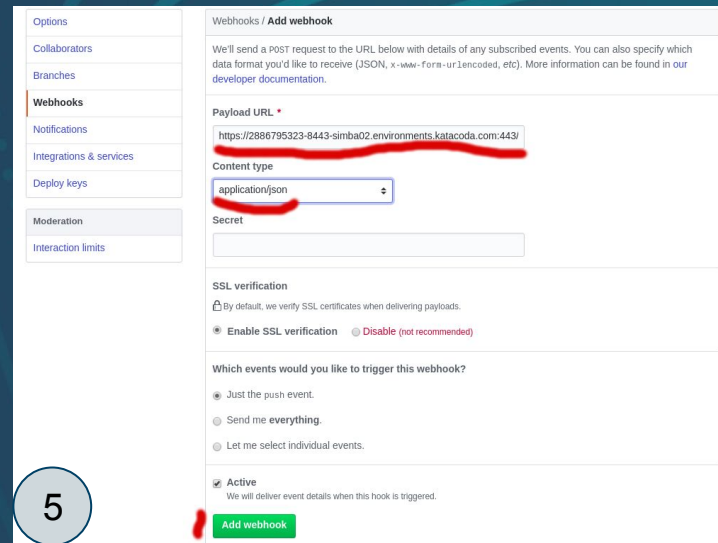 Options
Collaborators
Branches
Webhooks
Notifications
Integrations & services
Deploy keys
Moderation
Interaction limits
Webhooks / Add webhook
We'll send a POST request to the URL below with details of any subscribed events. You can also specify which
data format you'd like to receive (JSON, x-www-form-urlencoded, etc). More information can be found in our
developer documentation.
Payload URL *
https://2886795323-8443-simba02.environments.katacoda.com:443/
Content type
application/json
Secret
SSL verification
By default, we verify SSL certificates when delivering payloads.
Enable SSL verification Disable (not recommended)
Which events would you like to trigger this webhook?
Just the push event.
Send me everything.
Let me select individual events.
Active
We will deliver event details when this hook is triggered.
Add webhook
5